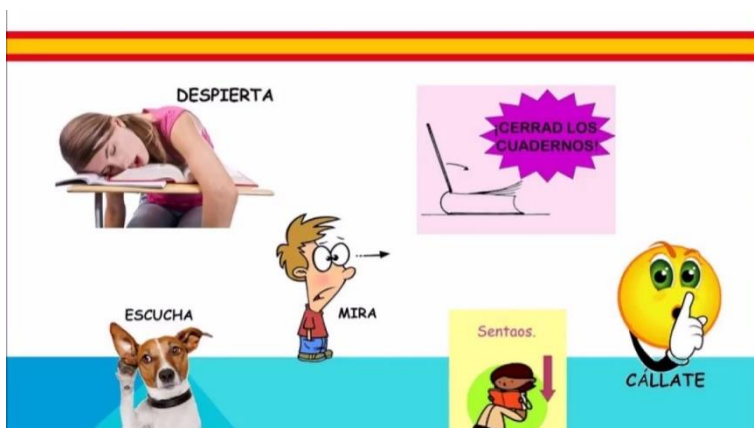 DESPIERTA
¡CERRAD LOS
CUADERNOS!
MIRA
ESCUCHA
Sentaos.
CÁLLATE